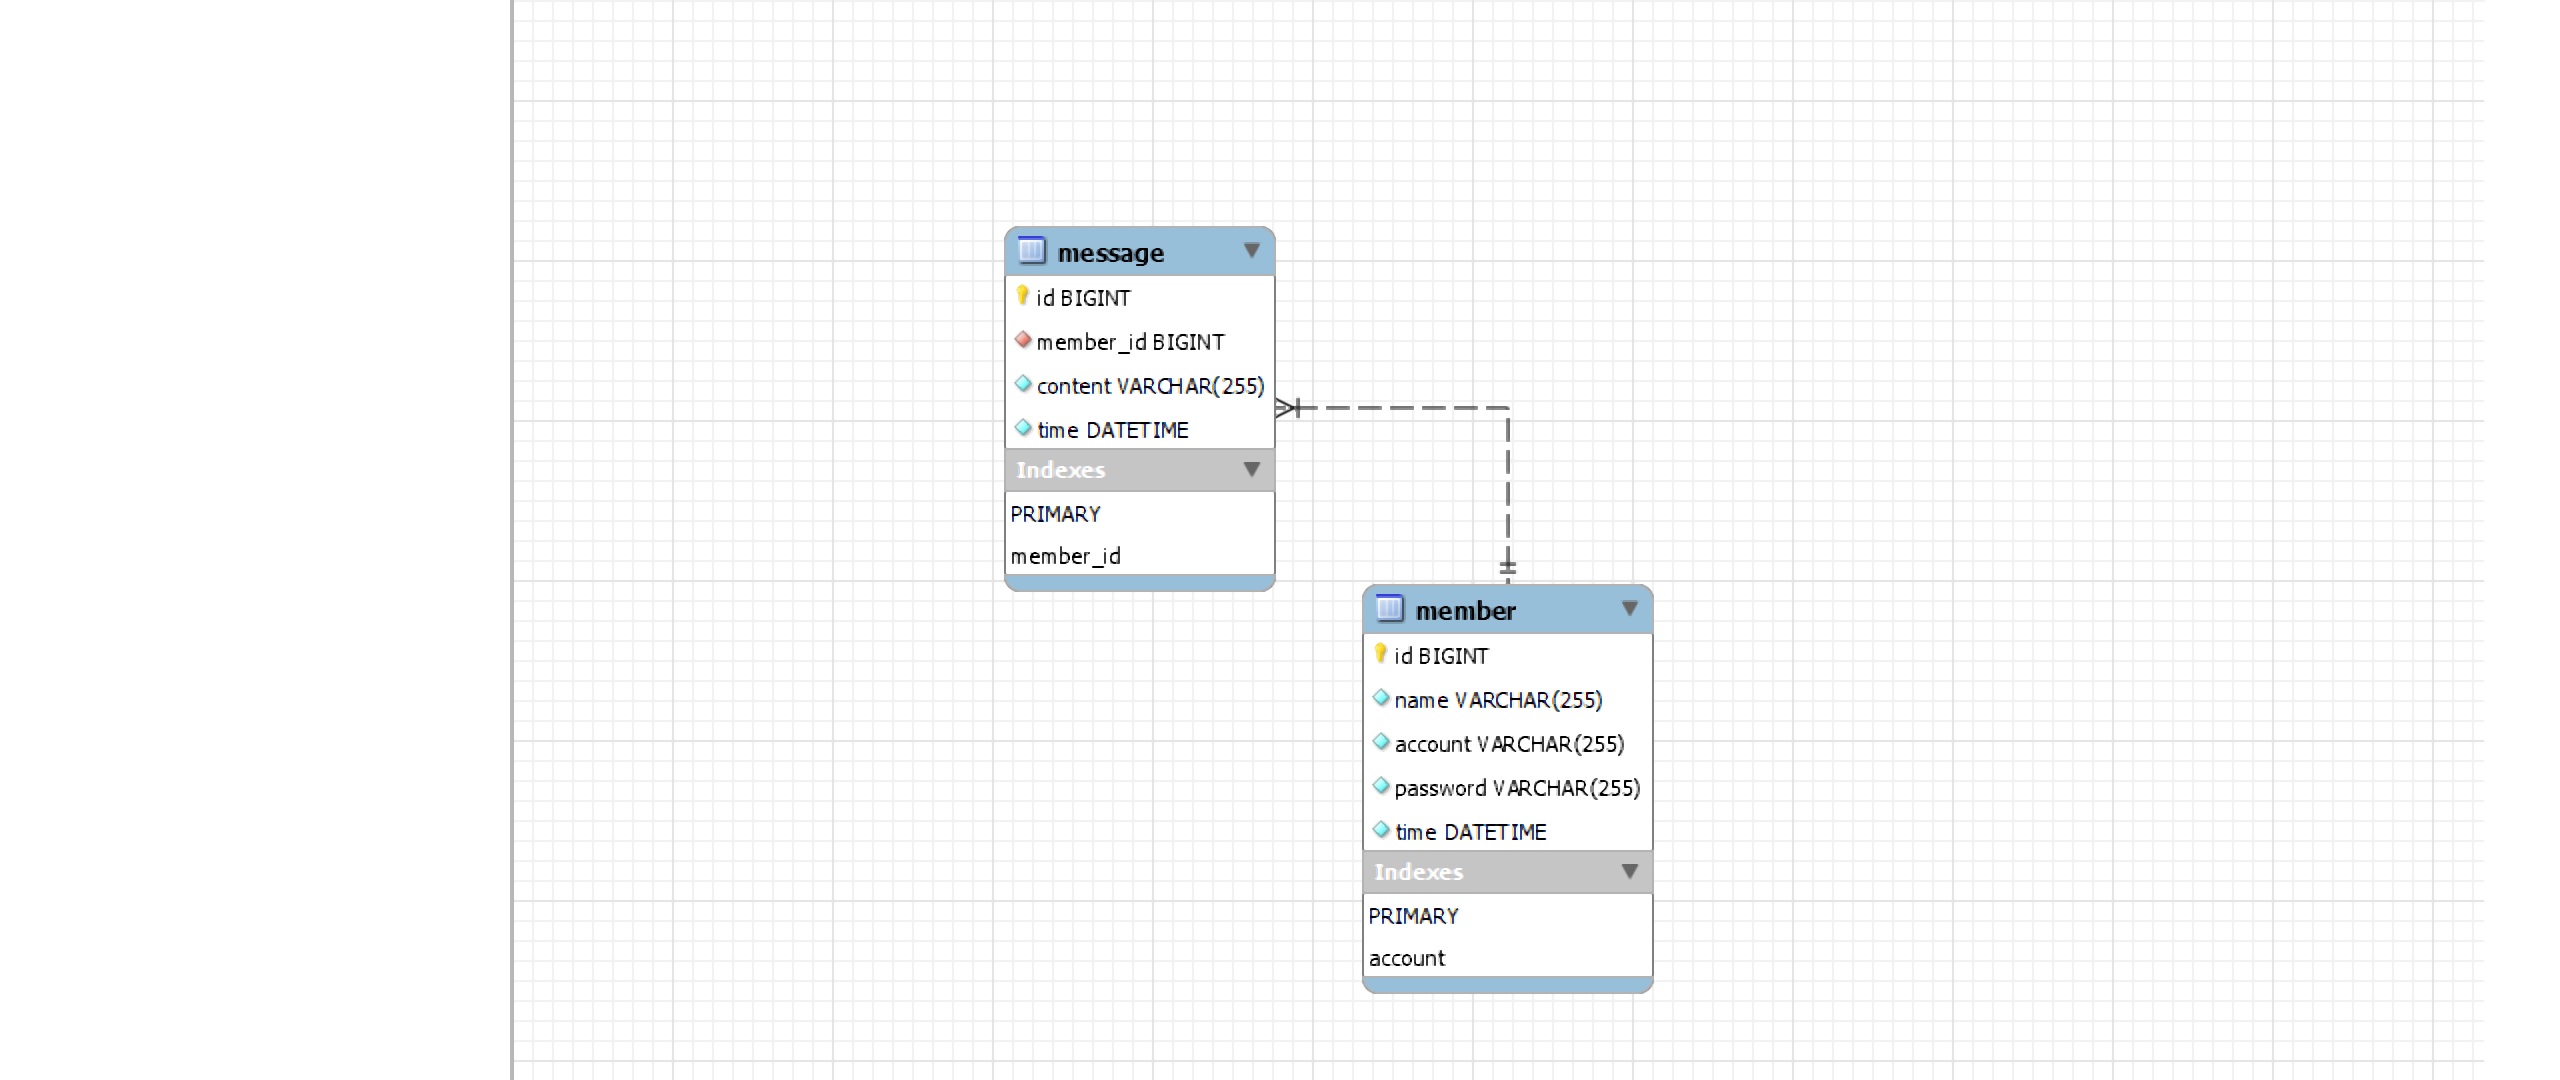 message
id BIGINT
member_id BIGINT
content VARCHAR(255)
time DATETIME
Indexes
PRIMARY
member_id
member
id BIGINT
name VARCHAR(255)
account VARCHAR(255)
password VARCHAR(255)
time DATETIME
Indexes
PRIMARY
account